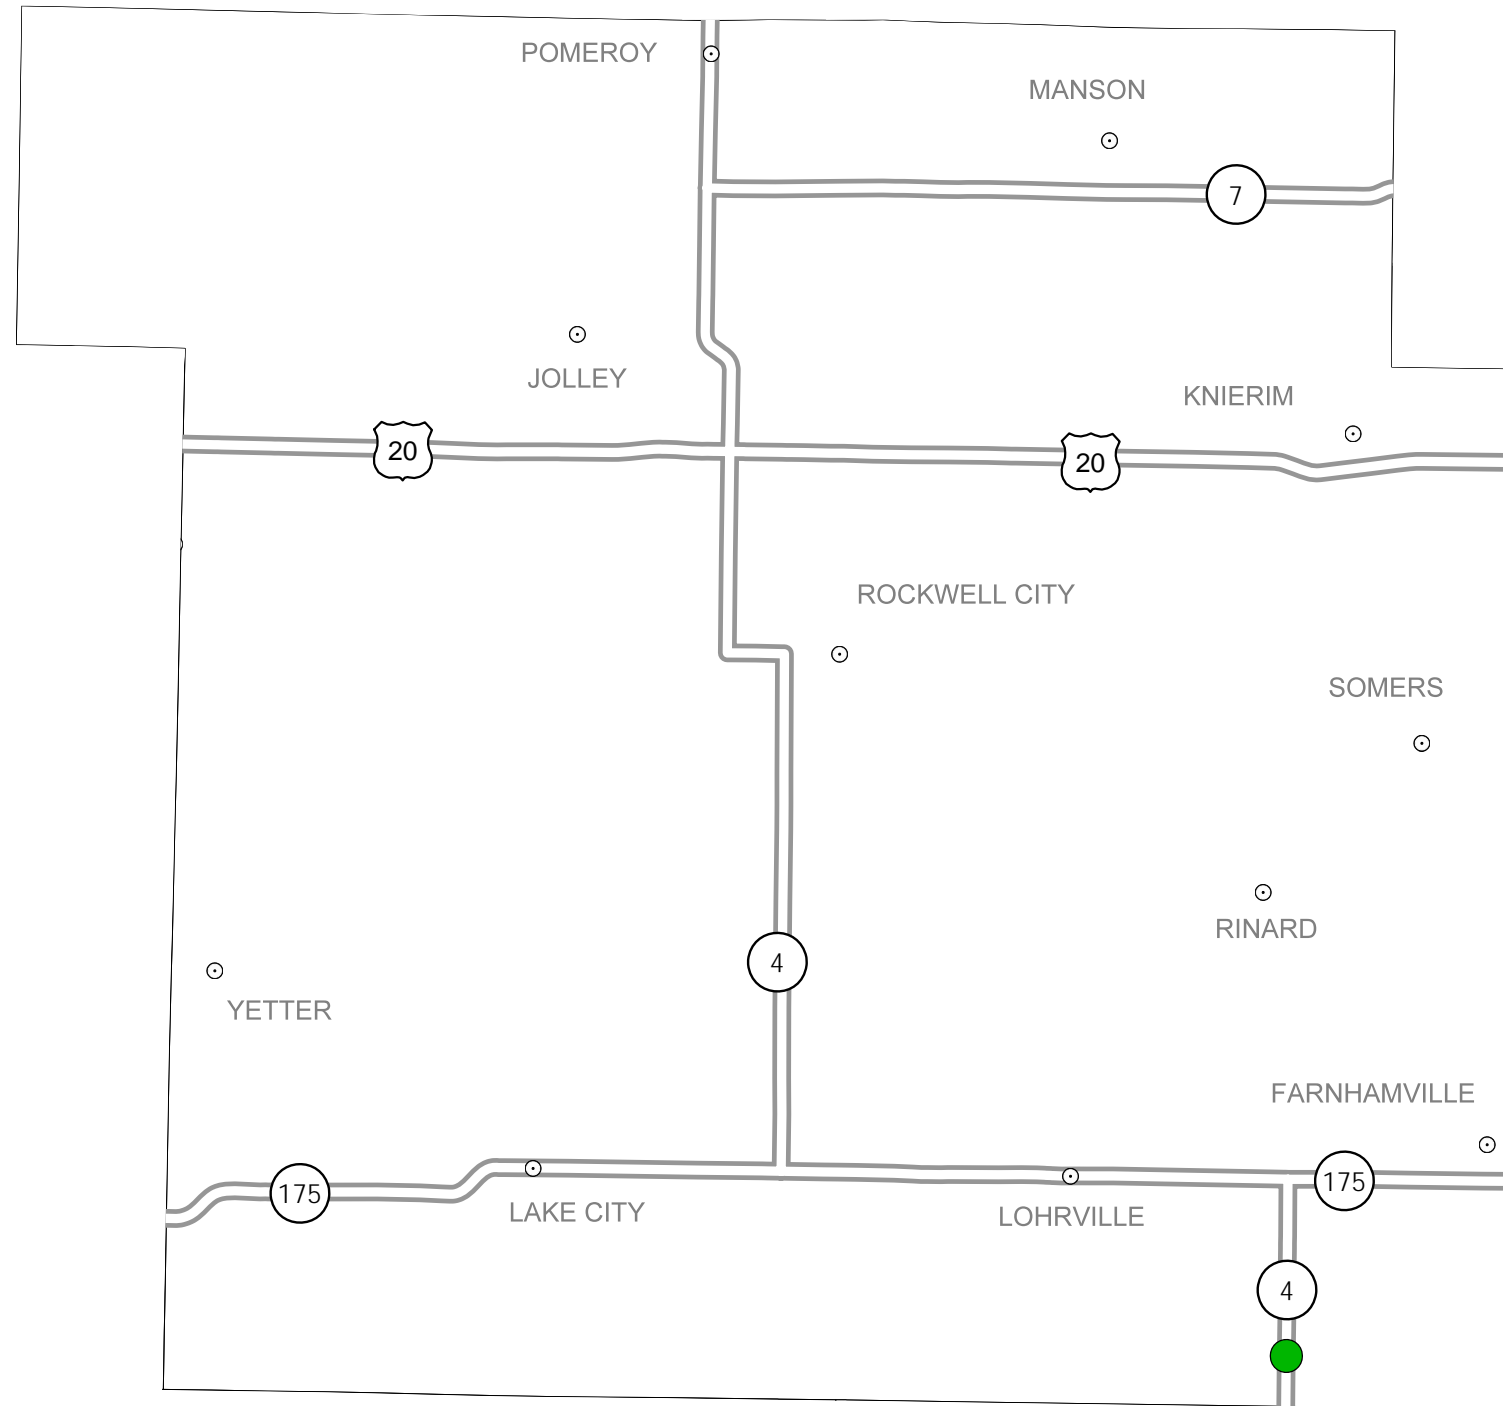 POMEROY
MANSON
7
JOLLEY
KNIERIM
20
20
ROCKWELL CITY
SOMERS
RINARD
4
YETTER
FARNHAMVILLE
175
175
LAKE CITY
LOHRVILLE
4